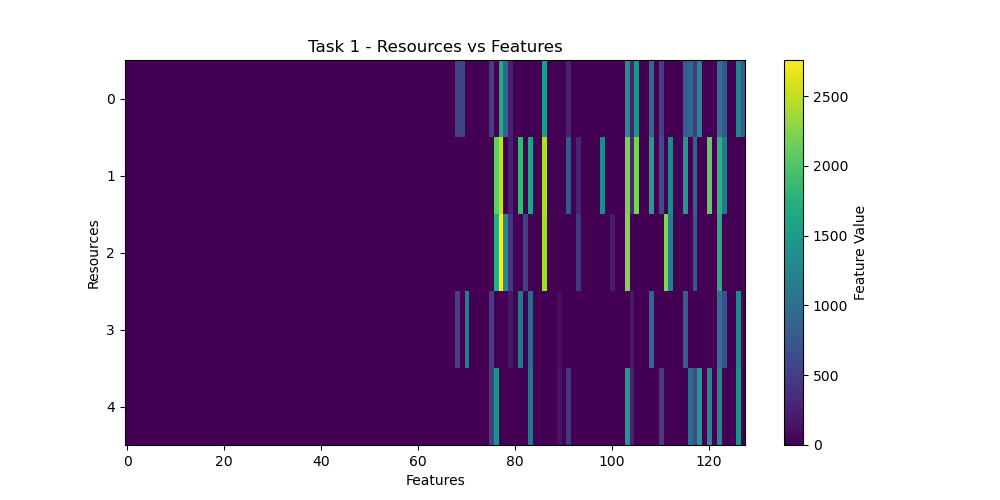 Task 1 - Resources vs Features
Resources
0
1
2
3
4
0 20 40 60 80 100 120
Features
2500
2000
1500
1000
500
0
Feature Value